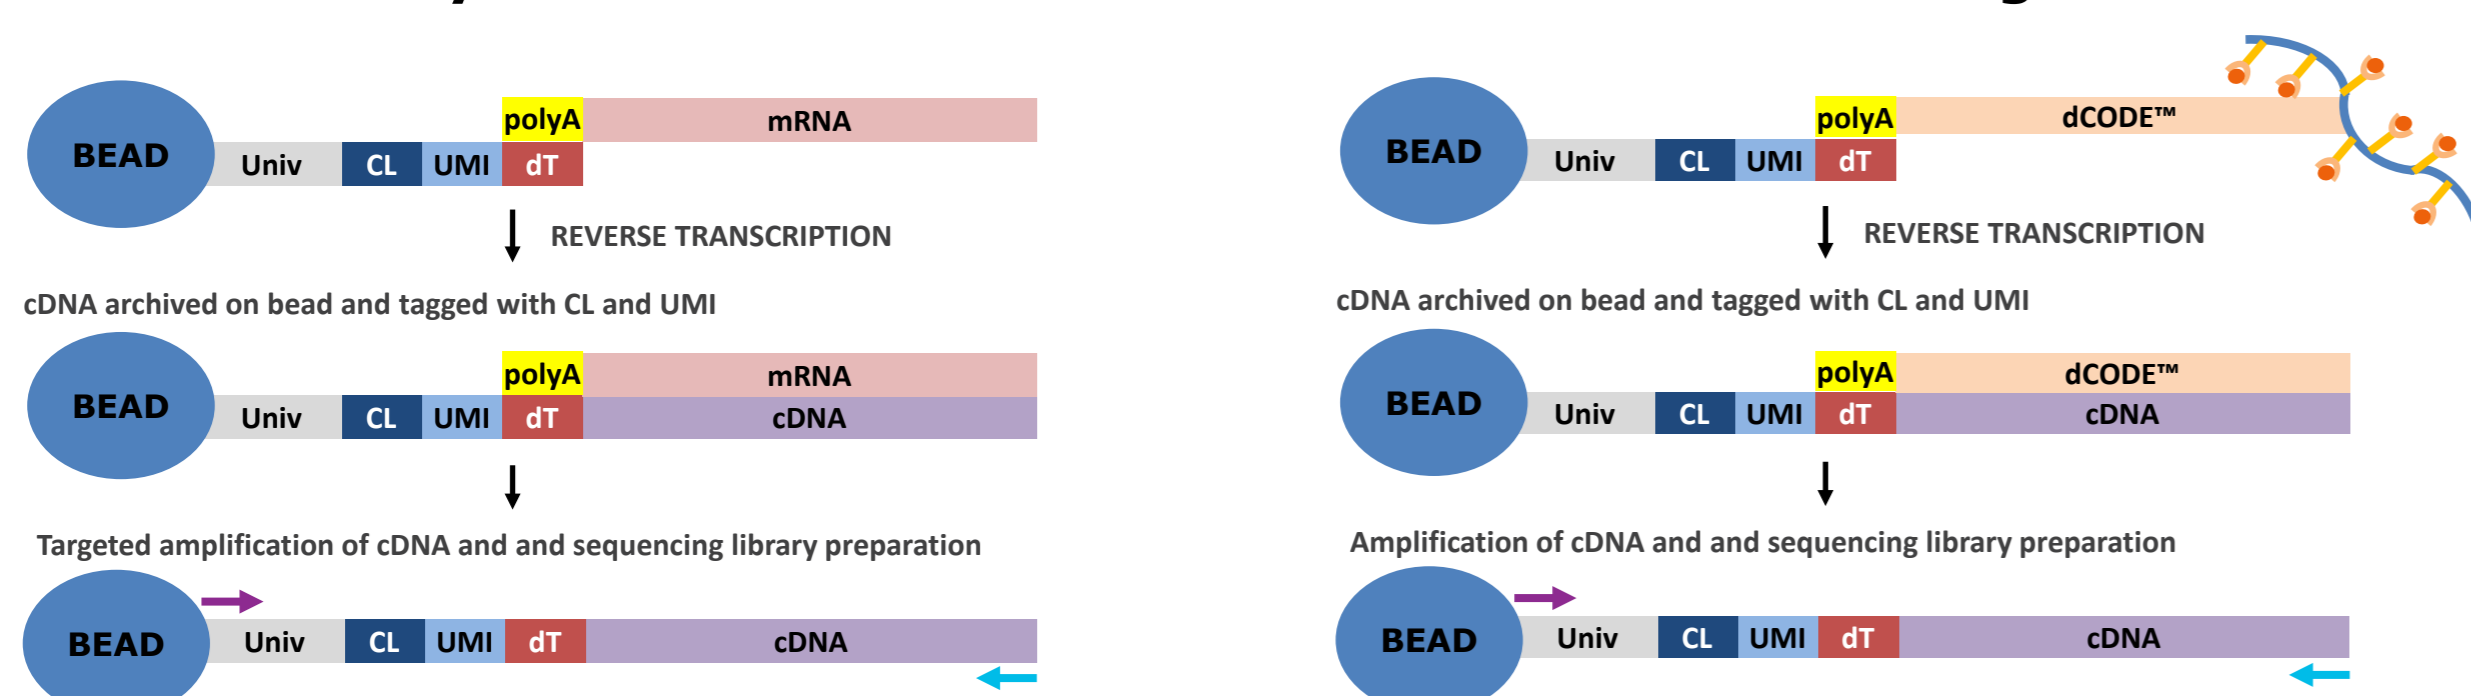 polyA
mRNA
BEAD
Univ
CL
UMI
dT
REVERSE TRANSCRIPTION
cDNA archived on bead and tagged with CL and UMI
polyA
mRNA
BEAD
Univ
CL
UMI
dT
cDNA
Targeted amplification of cDNA and and sequencing library preparation
BEAD
Univ
CL
UMI
dT
cDNA
polyA
dCODE™
BEAD
Univ
CL
UMI
dT
REVERSE TRANSCRIPTION
cDNA archived on bead and tagged with CL and UMI
polyA
dCODE™
BEAD
Univ
CL
UMI
dT
cDNA
Amplification of cDNA and and sequencing library preparation
BEAD
Univ
CL
UMI
dT
cDNA